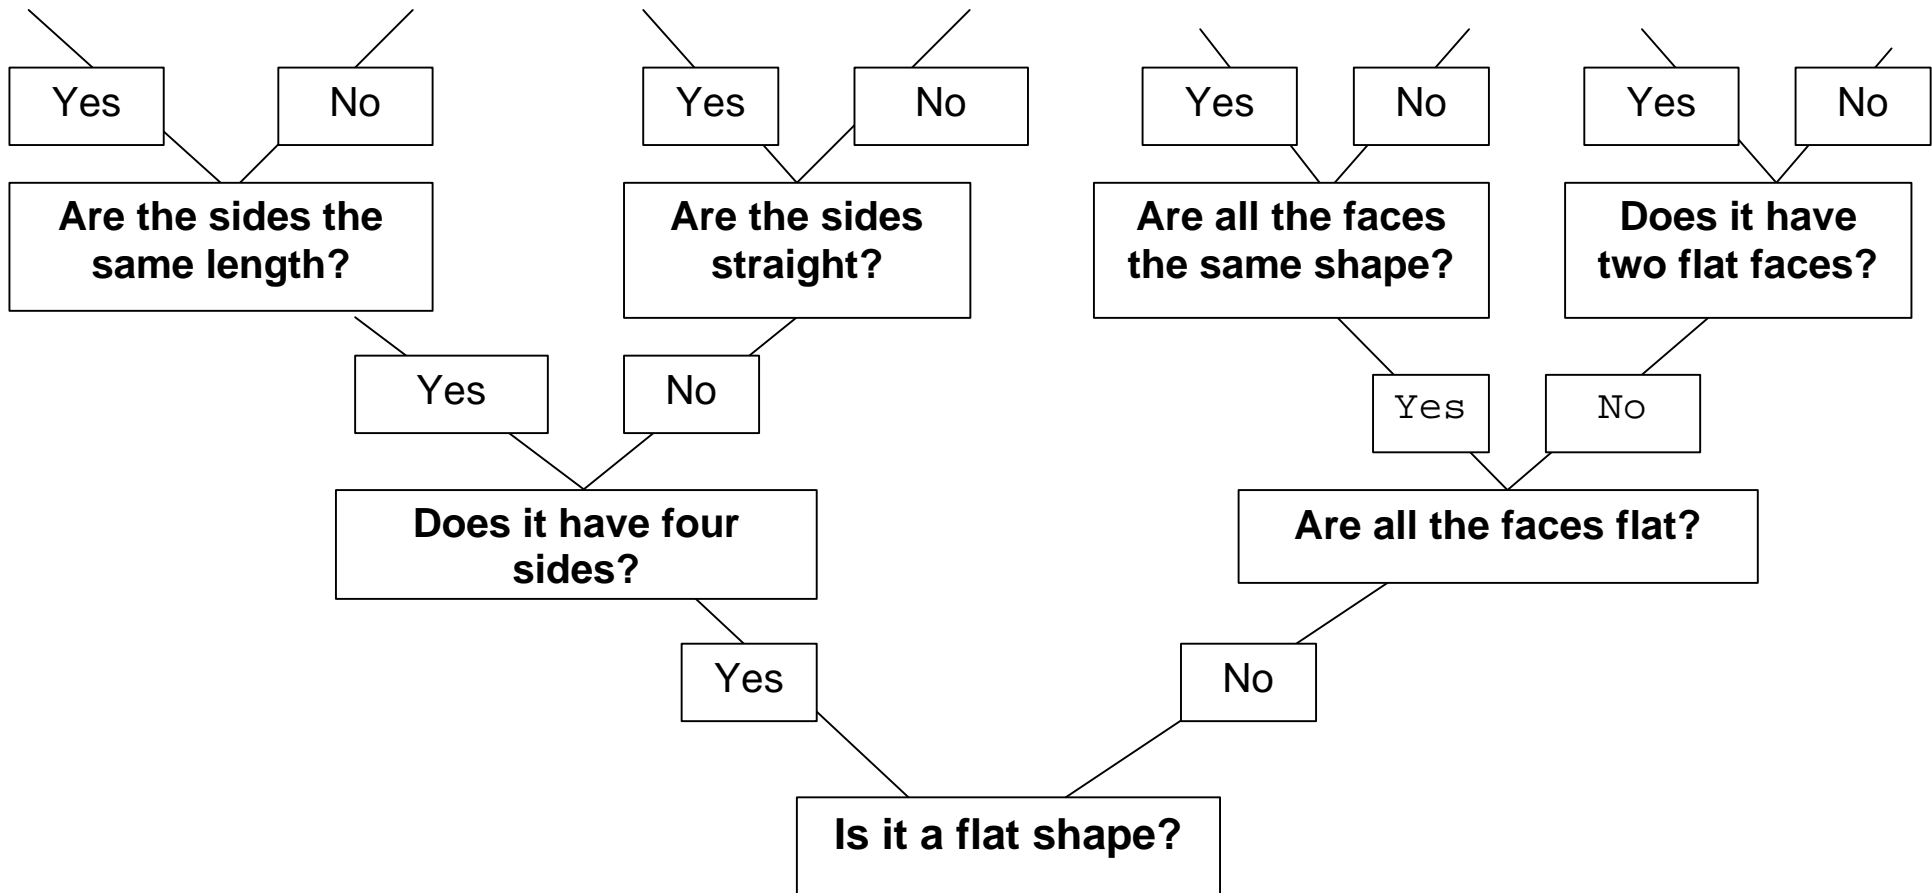 Yes
No
Yes
No
Yes
No
Yes
No
Are the sides the
same length?
Are the sides
straight?
Are all the faces
the same shape?
Does it have
two flat faces?
Yes
No
Yes
No
Does it have four
sides?
Are all the faces flat?
Yes
No
Is it a flat shape?